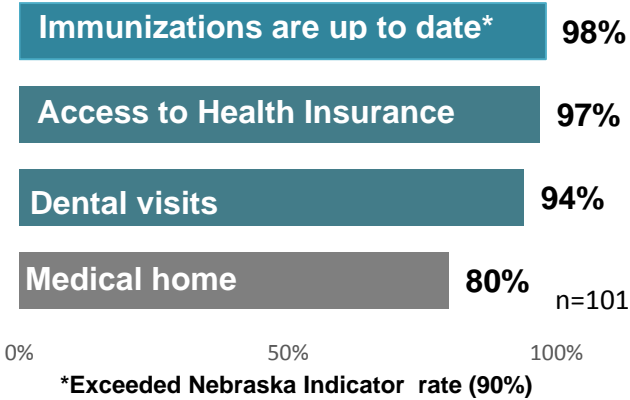 Immunizations are up to date* 98%
Access to Health Insurance 97%
Dental visits 94%
Medical home 80%
n=101
0% 50% 100%
*Exceeded Nebraska Indicator rate (90%)